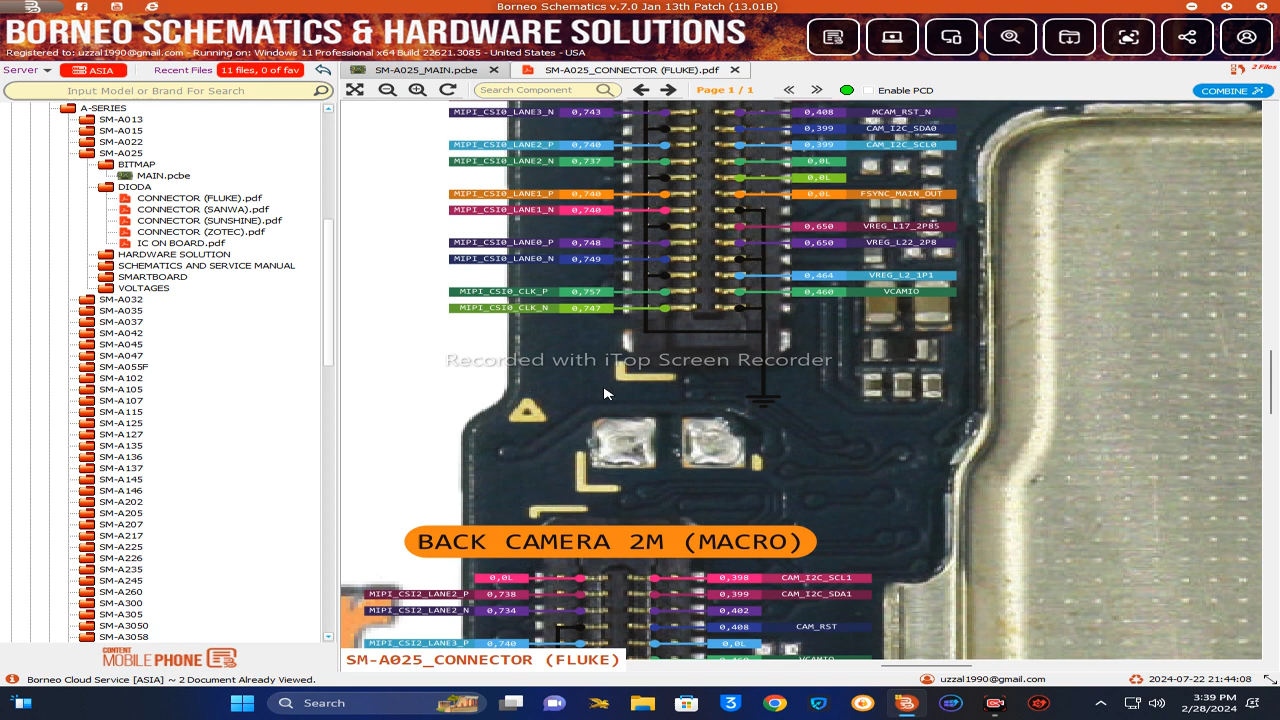 Borneo Schematics v.7.0 Jan 13th Patch (13.01B)
BORNEO SCHEMATICS & HARDWARE SOLUTIONS
Registered to: uzzal1990@gmail.com - Running on: Windows 11 Professional x64 Build 22621.3085 - United States - USA
Server ASIA Recent Files 11 files, 0 of fav
SM-A025_MAIN.pcbe SM-A025_CONNECTOR (FLUKE).pdf 2 Files
Input Model or Brand For Search
Search Component Page 1 / 1 Enable PCD COMBINE
A-SERIES
SM-A013
SM-A015
SM-A022
SM-A025
BITMAP
MAIN.pcbe
DIODA
CONNECTOR (FLUKE).pdf
CONNECTOR (SANWA).pdf
CONNECTOR (SUNSHINE).pdf
CONNECTOR (ZOTEC).pdf
IC ON BOARD.pdf
HARDWARE SOLUTION
SCHEMATICS AND SERVICE MANUAL
SMARTBOARD
VOLTAGES
SM-A032
SM-A035
SM-A037
SM-A042
SM-A045
SM-A047
SM-A055F
SM-A102
SM-A105
SM-A107
SM-A115
SM-A125
SM-A127
SM-A135
SM-A136
SM-A137
SM-A145
SM-A146
SM-A202
SM-A205
SM-A207
SM-A217
SM-A225
SM-A226
SM-A235
SM-A245
SM-A260
SM-A300
SM-A305
SM-A3050
SM-A3058
CONTENT
MOBILE PHONE
MIPI_CSI0_LANE3_N 0,743 0,408 MCAM_RST_N
0,399 CAM_I2C_SDA0
MIPI_CSI0_LANE2_P 0,740 0,399 CAM_I2C_SCL0
MIPI_CSI0_LANE2_N 0,737 0,0L
0,0L
MIPI_CSI0_LANE1_P 0,740 0,0L FSYNC_MAIN_OUT
MIPI_CSI0_LANE1_N 0,740
0,650 VREG_L17_2P85
MIPI_CSI0_LANE0_P 0,748 0,650 VREG_L22_2P8
MIPI_CSI0_LANE0_N 0,749
0,464 VREG_L2_1P1
MIPI_CSI0_CLK_P 0,757 0,460 VCAMIO
MIPI_CSI0_CLK_N 0,747
Recorded with iTop Screen Recorder
BACK CAMERA 2M (MACRO)
0,0L 0,398 CAM_I2C_SCL1
MIPI_CSI2_LANE2_P 0,738 0,399 CAM_I2C_SDA1
MIPI_CSI2_LANE2_N 0,734 0,402
0,408 CAM_RST
MIPI_CSI2_LANE3_P 0,740 0,0L
VCAMIO
SM-A025_CONNECTOR (FLUKE)
Borneo Cloud Service [ASIA] ~ 2 Document Already Viewed. uzzal1990@gmail.com 2024-07-22 21:44:08
Search
3:39 PM
2/28/2024